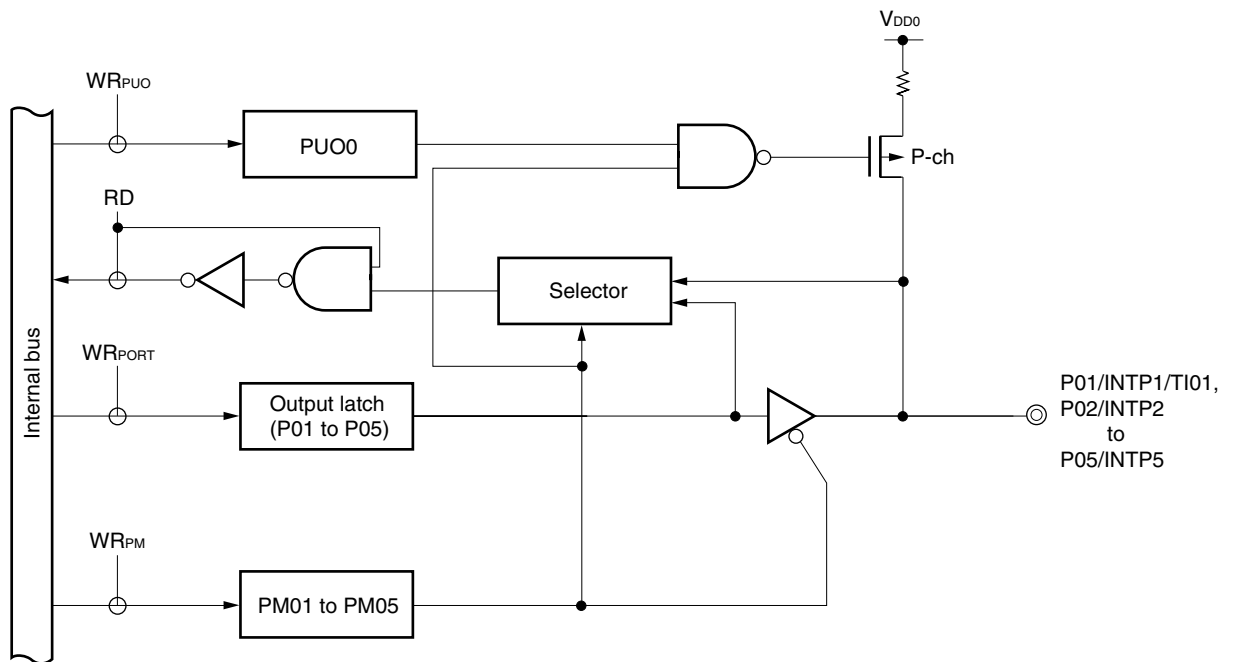 VDD0
WRPUO
PUO0
P-ch
RD
Selector
Internal bus
WRPORT
Output latch
(P01 to P05)
P01/INTP1/TI01,
P02/INTP2
to
P05/INTP5
WRPM
PM01 to PM05